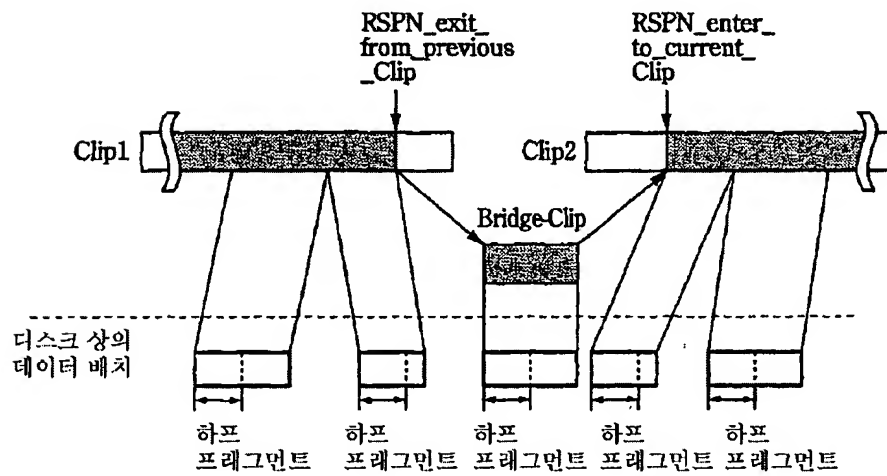 RSPN_exit_
from_previous
_Clip
RSPN_enter_
to_current_
Clip
Clip1
Clip2
Bridge-Clip
디스크 상의
데이터 배치
하프
프래그먼트
하프
프래그먼트
하프
프래그먼트
하프
프래그먼트
하프
프래그먼트